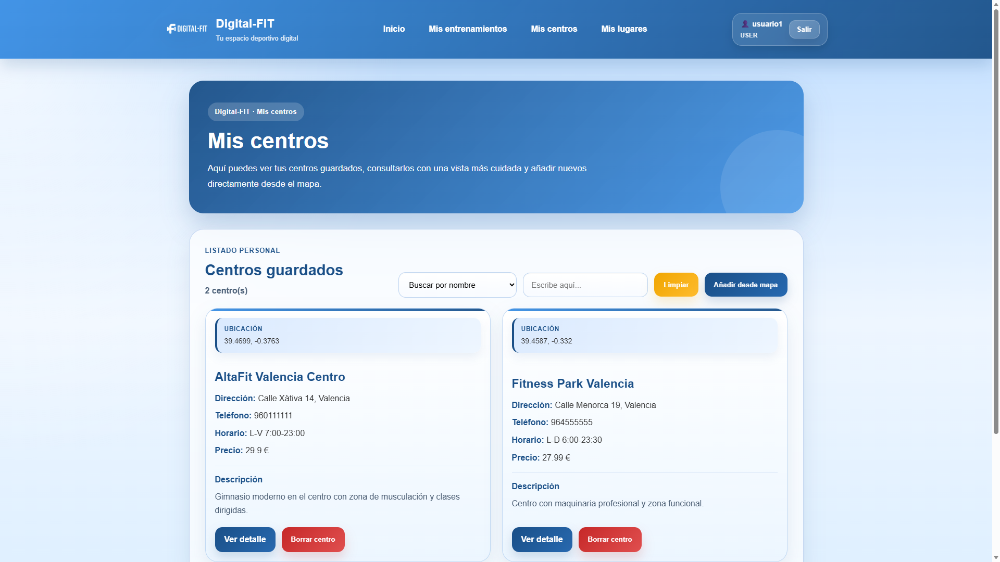 DIGITAL-FIT
Digital-FIT
Tu espacio deportivo digital
Inicio
Mis entrenamientos
Mis centros
Mis lugares
usuario1
USER
Salir
Digital-FIT · Mis centros
Mis centros
Aquí puedes ver tus centros guardados, consultarlos con una vista más cuidada y añadir nuevos
directamente desde el mapa.
LISTADO PERSONAL
Centros guardados
2 centro(s)
Buscar por nombre
Escribe aquí...
Limpiar
Añadir desde mapa
UBICACIÓN
39.4699, -0.3763
AltaFit Valencia Centro
Dirección: Calle Xàtiva 14, Valencia
Teléfono: 960111111
Horario: L-V 7:00-23:00
Precio: 29.9 €
Descripción
Gimnasio moderno en el centro con zona de musculación y clases
dirigidas.
Ver detalle
Borrar centro
UBICACIÓN
39.4587, -0.332
Fitness Park Valencia
Dirección: Calle Menorca 19, Valencia
Teléfono: 964555555
Horario: L-D 6:00-23:30
Precio: 27.99 €
Descripción
Centro con maquinaria profesional y zona funcional.
Ver detalle
Borrar centro